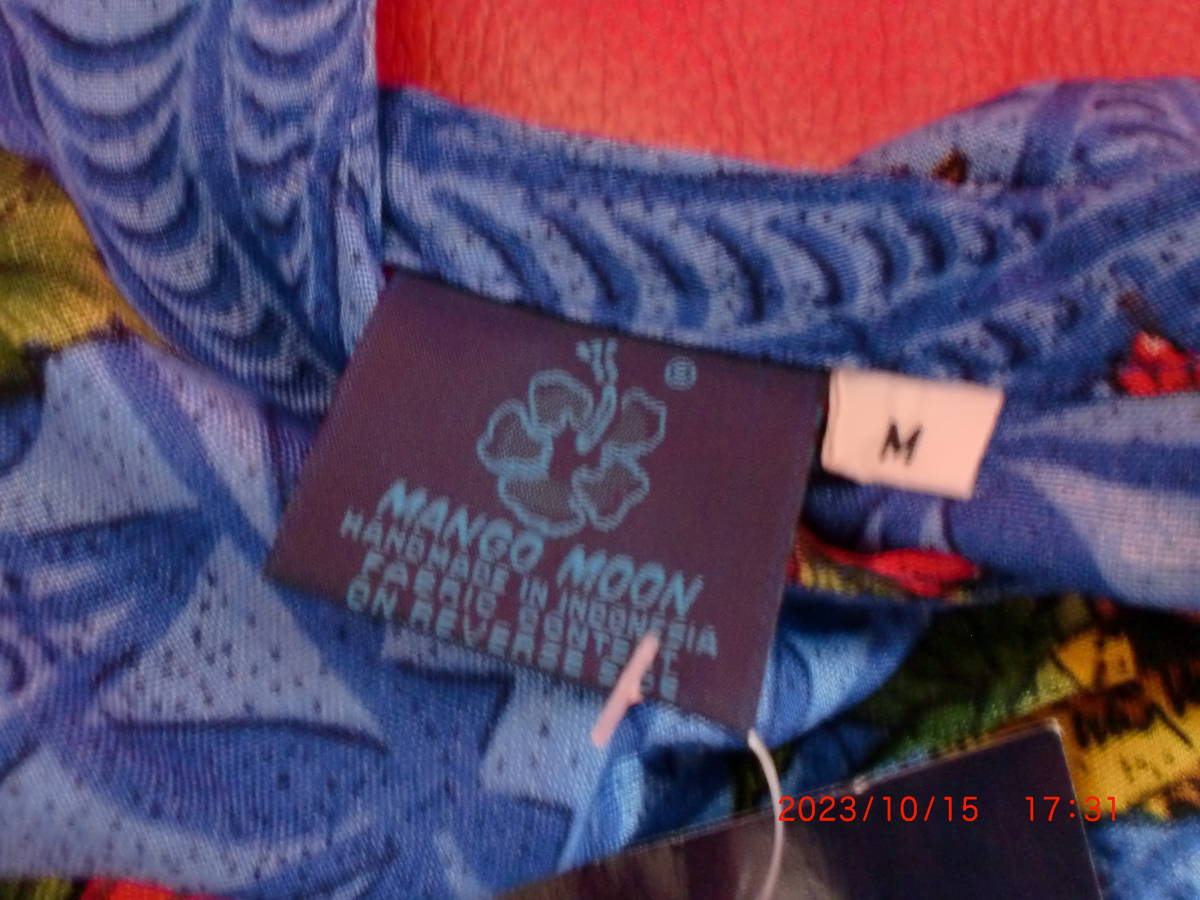 ®
M
MANGO MOON
HANDMADE IN INDONESIA
FABRIC CONTENT
ON REVERSE SIDE
2023/10/15 17:31